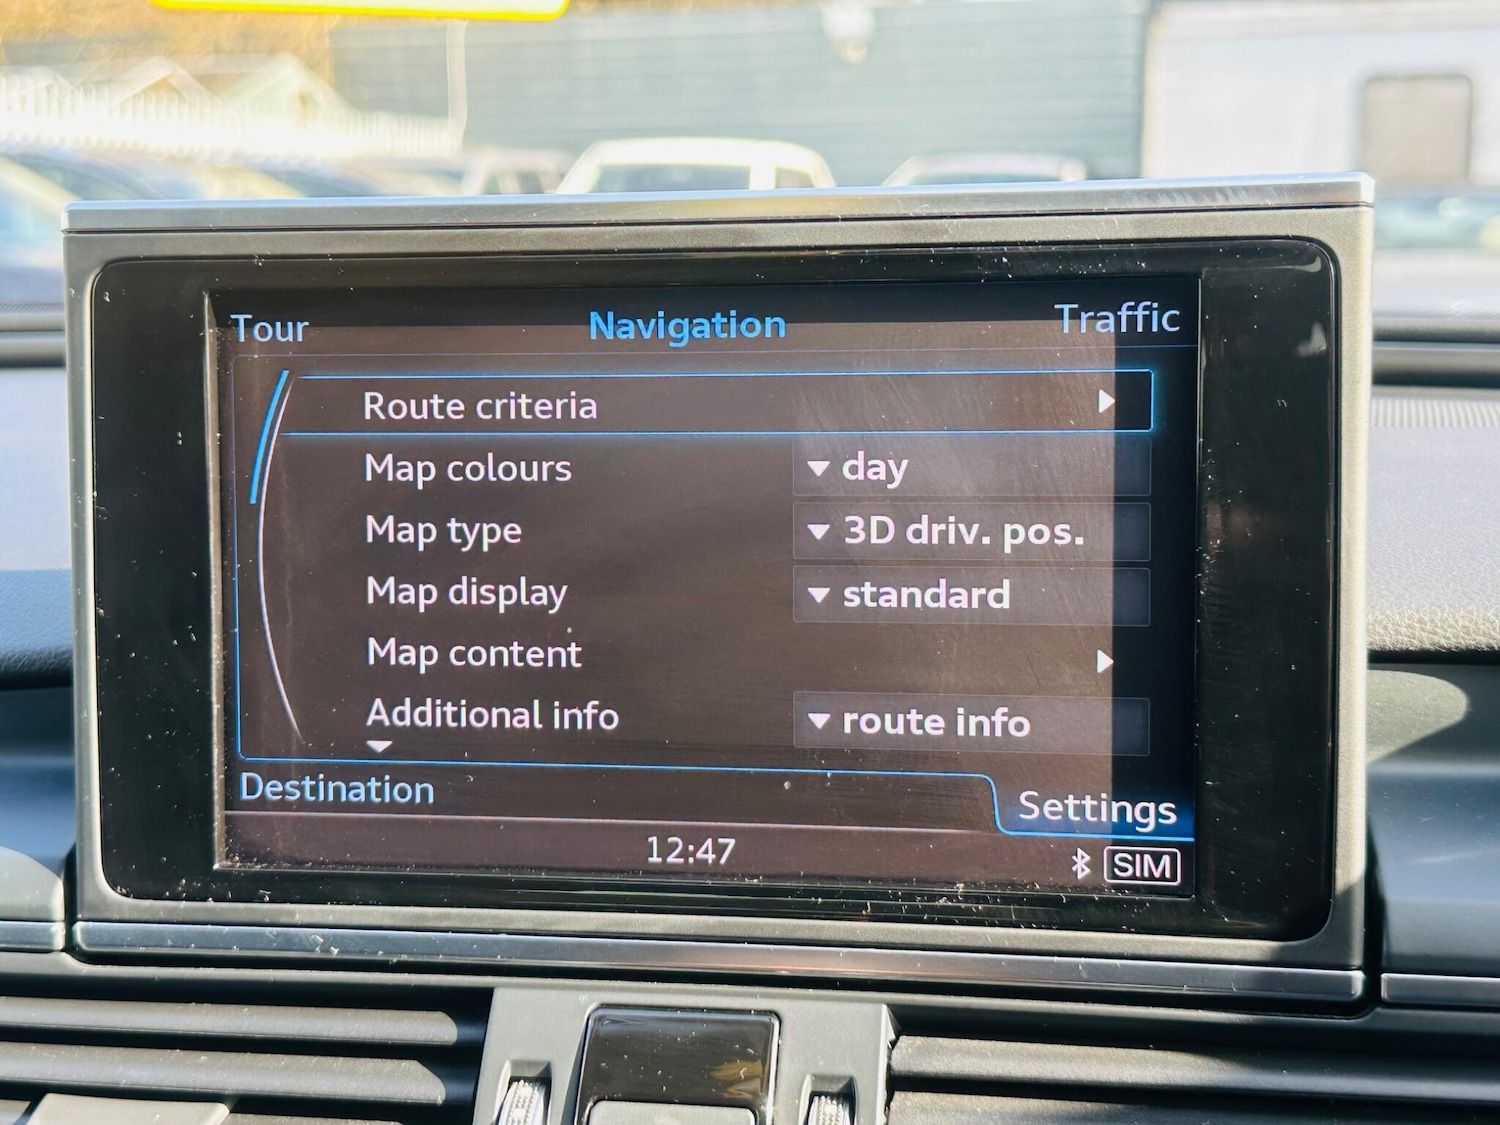 Tour Navigation Traffic
Route criteria
Map colours day
Map type 3D driv. pos.
Map display standard
Map content
Additional info route info
Destination Settings
12:47 SIM